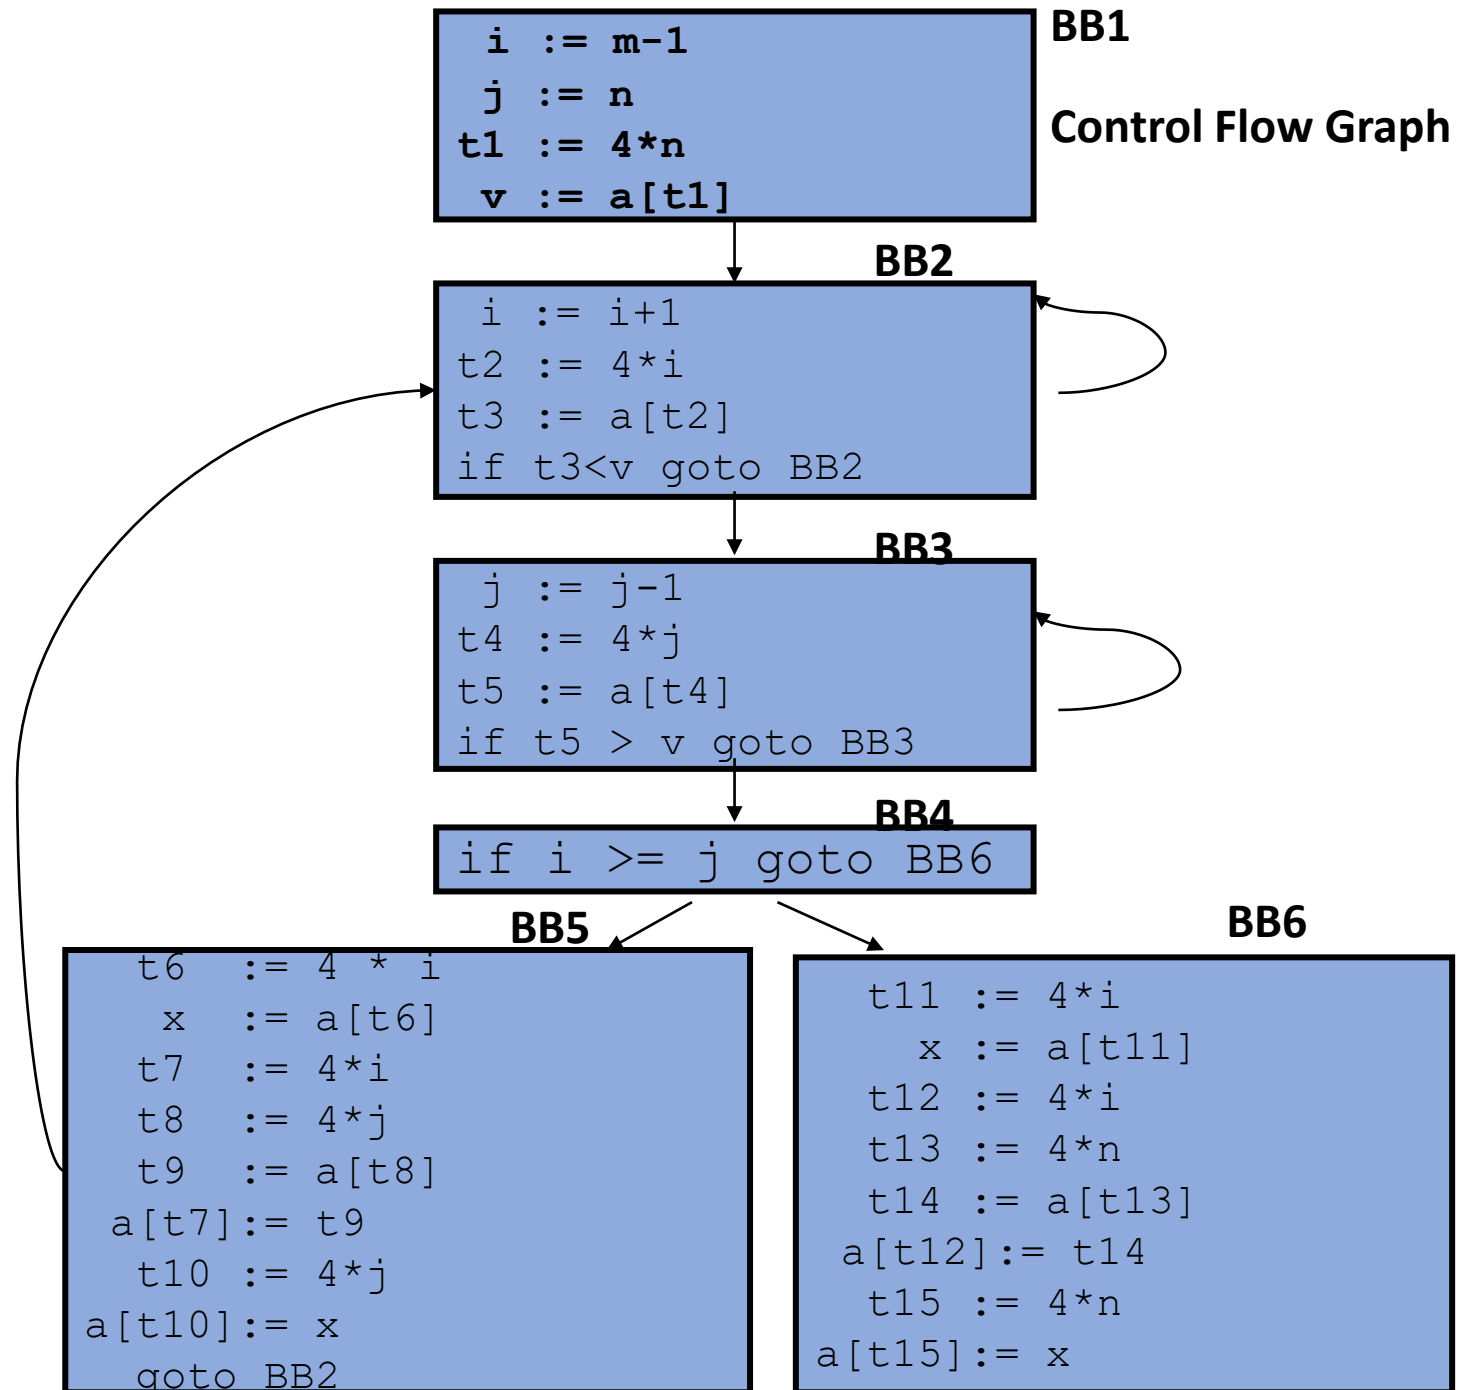 BB1
Control Flow Graph
i := m-1
j := n
t1 := 4*n
v := a[t1]
BB2
i := i+1
t2 := 4*i
t3 := a[t2]
if t3<v goto BB2
BB3
j := j-1
t4 := 4*j
t5 := a[t4]
if t5 > v goto BB3
BB4
if i >= j goto BB6
BB5
t6 := 4 * i
x := a[t6]
t7 := 4*i
t8 := 4*j
t9 := a[t8]
a[t7]:= t9
t10 := 4*j
a[t10]:= x
goto BB2
BB6
t11 := 4*i
x := a[t11]
t12 := 4*i
t13 := 4*n
t14 := a[t13]
a[t12]:= t14
t15 := 4*n
a[t15]:= x